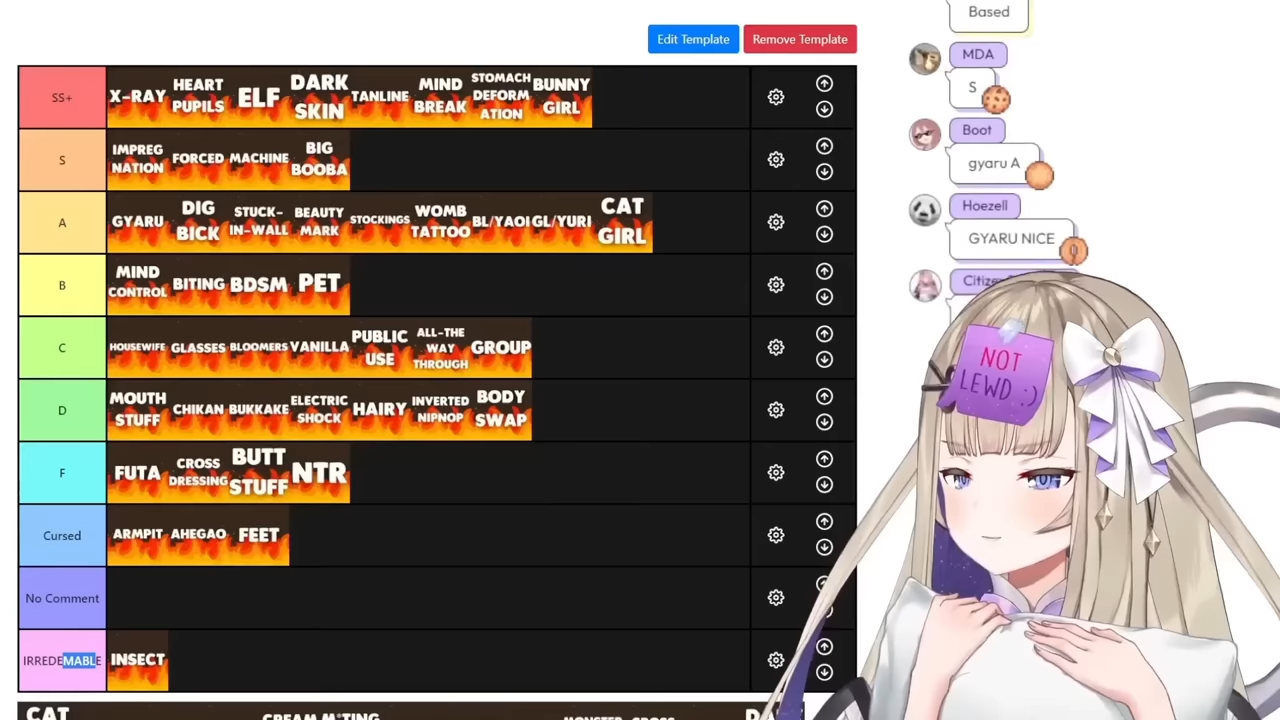 Edit Template
Remove Template
SS+
X-RAY
HEART
PUPILS
ELF
DARK
SKIN
TANLINE
MIND
BREAK
STOMACH
DEFORM
ATION
BUNNY
GIRL
S
IMPREG
NATION
FORCED
MACHINE
BIG
BOOBA
A
GYARU
DIG
BICK
STUCK-
IN-WALL
BEAUTY
MARK
STOCKINGS
WOMB
TATTOO
BL/YAOI
GL/YURI
CAT
GIRL
B
MIND
CONTROL
BITING
BDSM
PET
C
HOUSEWIFE
GLASSES
BLOOMERS
VANILLA
PUBLIC
USE
ALL-THE
WAY
THROUGH
GROUP
D
MOUTH
STUFF
CHIKAN
BUKKAKE
ELECTRIC
SHOCK
HAIRY
INVERTED
NIPNOP
BODY
SWAP
F
FUTA
CROSS
DRESSING
BUTT
STUFF
NTR
Cursed
ARMPIT
AHEGAO
FEET
No Comment
IRREDEMABLE
INSECT
CAT
Based
MDA
S
Boot
gyaru A
Hoezell
GYARU NICE
NOT
LEWD :)